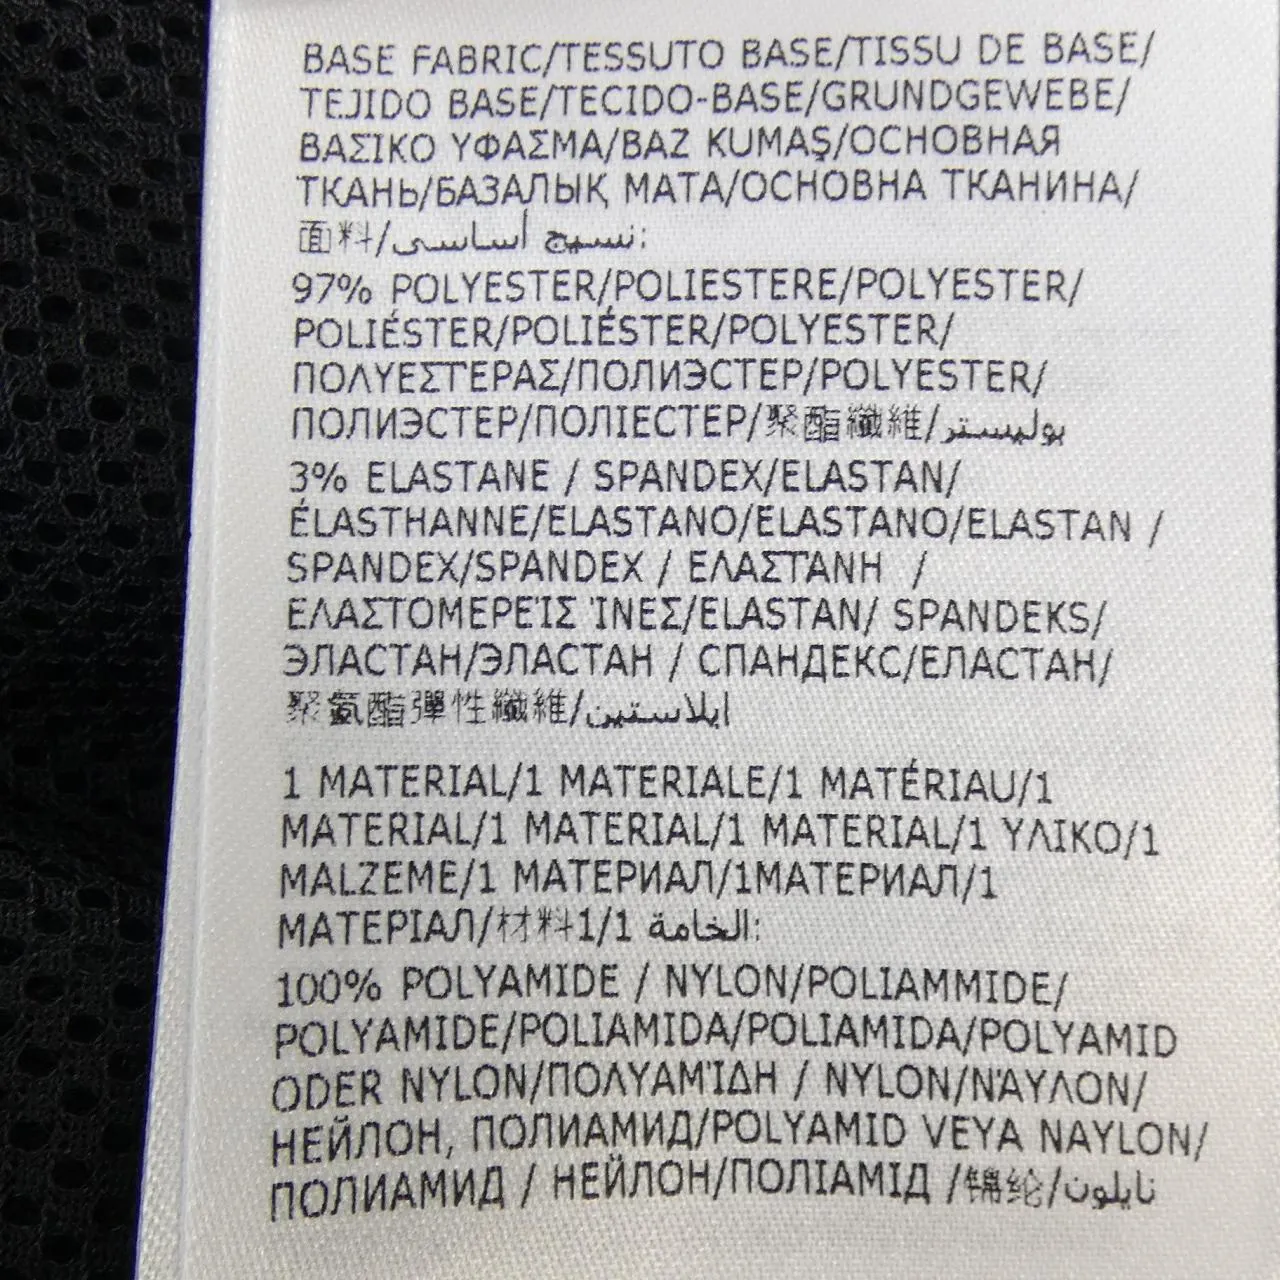 BASE FABRIC/TESSUTO BASE/TISSU DE BASE/
TEJIDO BASE/TECIDO-BASE/GRUNDGEWEBE/
ΒΑΣΙΚΟ ΥΦΑΣΜΑ/BAZ KUMAŞ/ОСНОВНАЯ
ТКАНЬ/БАЗАЛЫҚ МАТА/ОСНОВНА ТКАНИНА/
面料/نسيج أساسى:
97% POLYESTER/POLIESTERE/POLYESTER/
POLIÉSTER/POLIÉSTER/POLYESTER/
ΠΟΛΥΕΣΤΕΡΑΣ/ПОЛИЭСТЕР/POLYESTER/
ПОЛИЭСТЕР/ПОЛІЕСТЕР/聚酯纖維/بوليستر
3% ELASTANE / SPANDEX/ELASTAN/
ÉLASTHANNE/ELASTANO/ELASTANO/ELASTAN /
SPANDEX/SPANDEX / ΕΛΑΣΤΆΝΗ /
ΕΛΑΣΤΟΜΕΡΕΊΣ ΊΝΕΣ/ELASTAN/ SPANDEKS/
ЭЛАСТАН/ЭЛАСТАН / СПАНДЕКС/ЕЛАСТАН/
聚氨酯彈性纖維/ايلاستين
1 MATERIAL/1 MATERIALE/1 MATÉRIAU/1
MATERIAL/1 MATERIAL/1 MATERIAL/1 ΥΛΙΚΟ/1
MALZEME/1 МАТЕРИАЛ/1МАТЕРИАЛ/1
МАТЕРІАЛ/材料1/1 الخامة:
100% POLYAMIDE / NYLON/POLIAMMIDE/
POLYAMIDE/POLIAMIDA/POLIAMIDA/POLYAMID
ODER NYLON/ΠΟΛΥΑΜΊΔΗ / NYLON/ΝΆΥΛΟΝ/
НЕЙЛОН, ПОЛИАМИД/POLYAMID VEYA NAYLON/
ПОЛИАМИД / НЕЙЛОН/ПОЛІАМІД /锦纶/نايلون